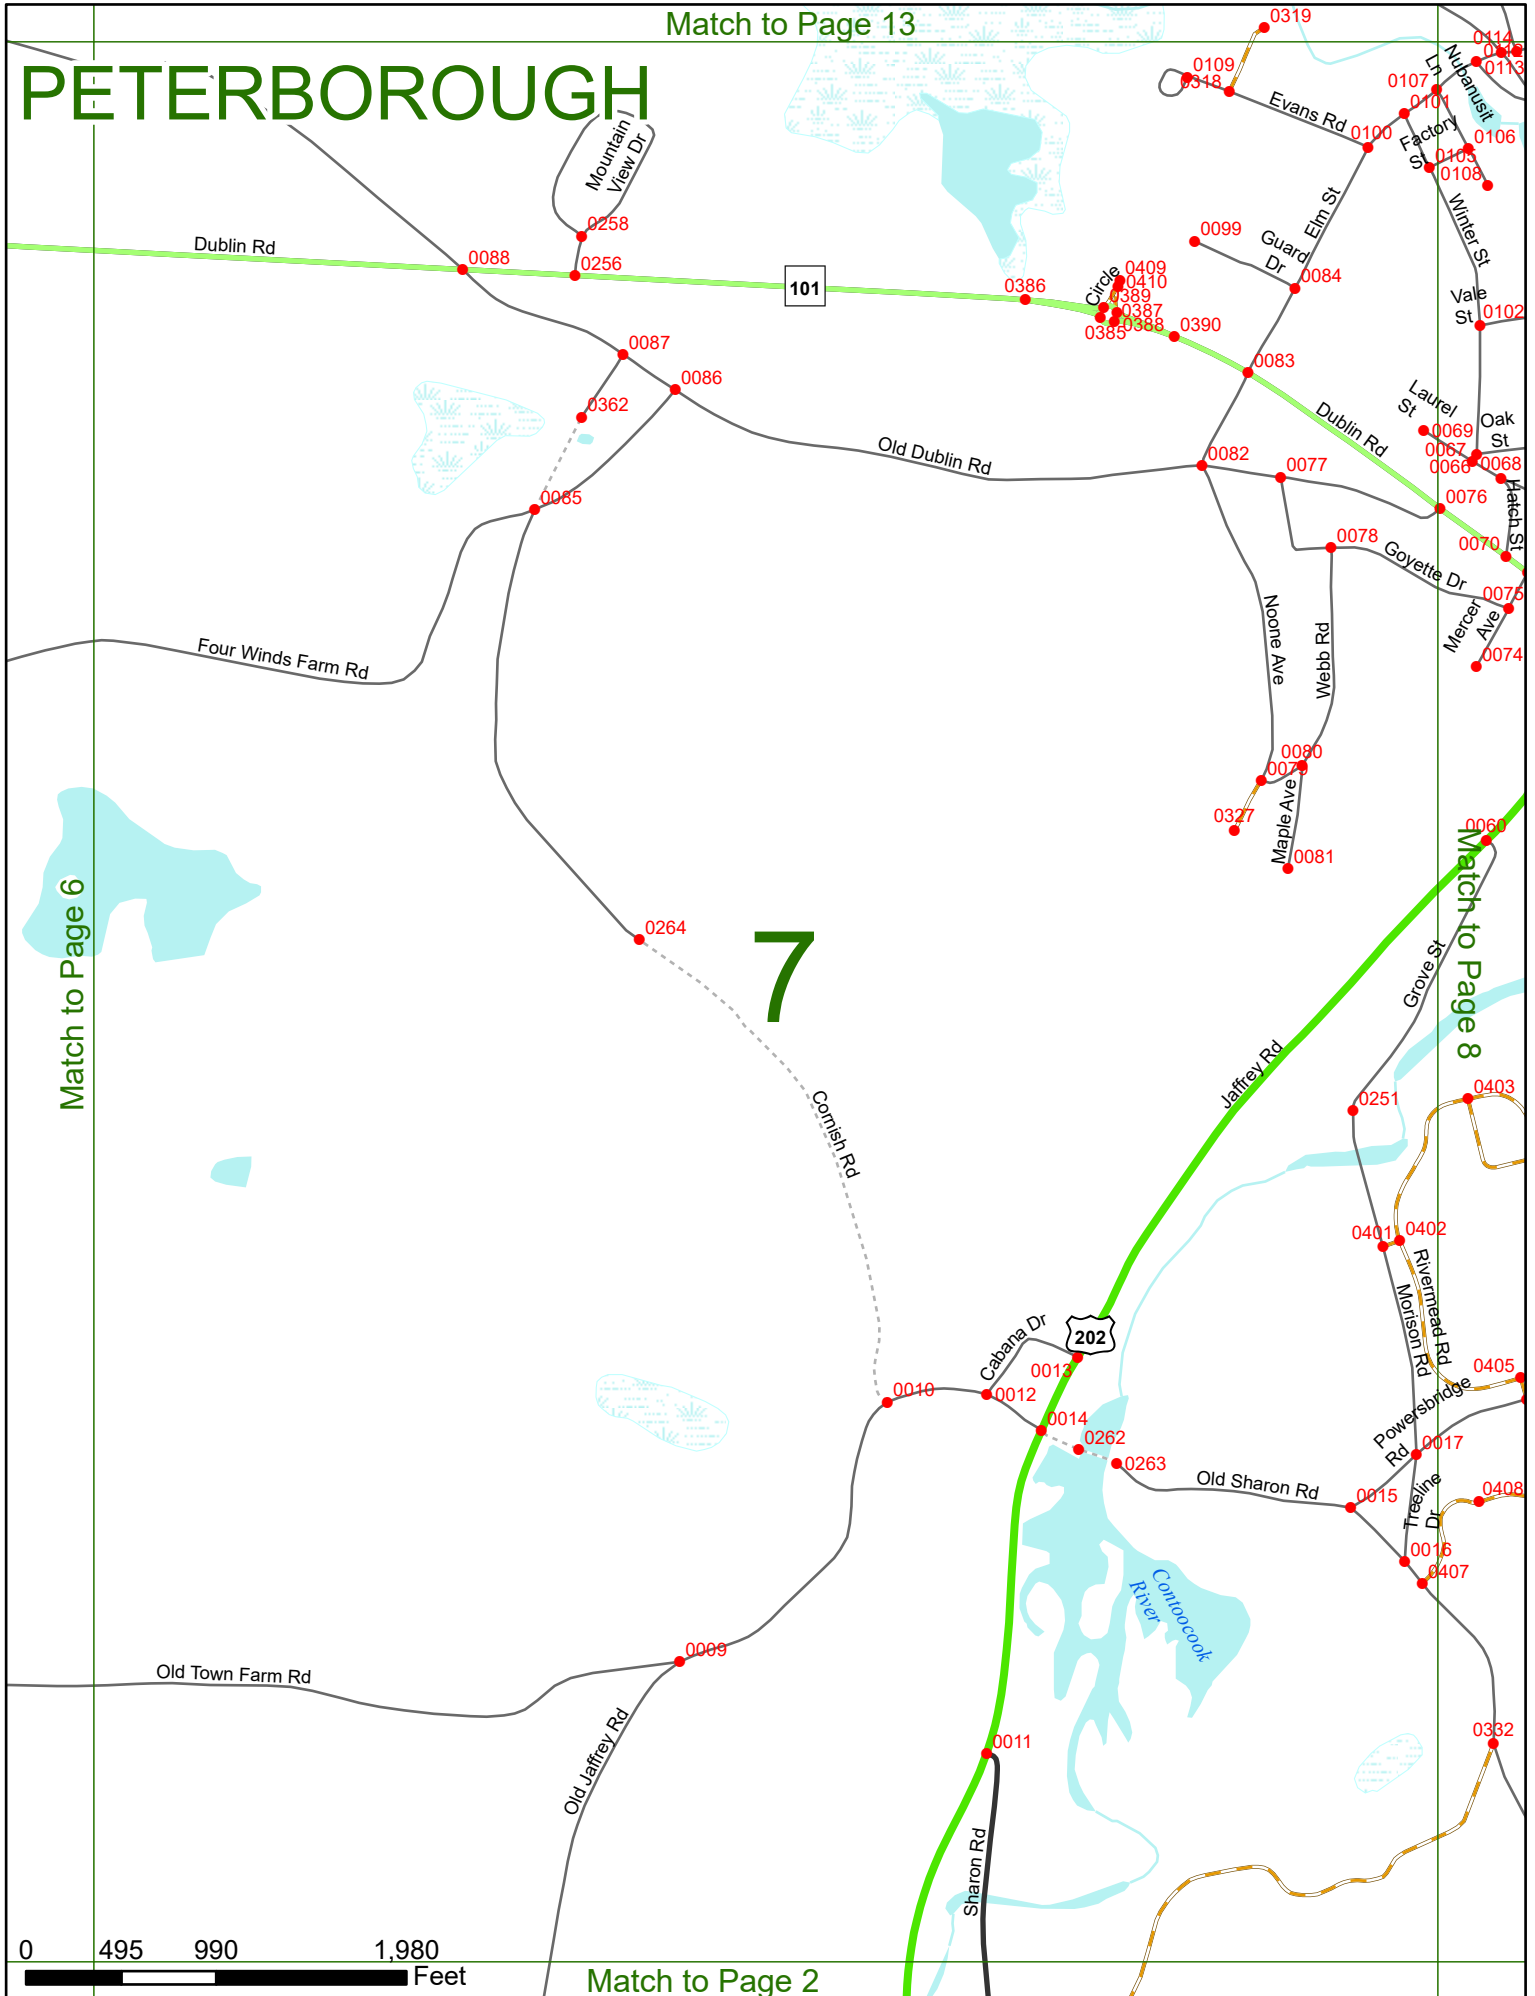 Match to Page 13
PETERBOROUGH
0319
0109
0318
Evans Rd
0114
0113
Nubanusit
Ln
0107
0101
0100
Factory
St
0106
0105
0108
Winter St
Elm St
Mountain
View Dr
0258
0256
Dublin Rd
0088
101
0099
Guard
Dr
0084
Circle
0409
0410
0389
0387
0386
0385
0388
0390
Vale
St
0102
0087
0086
0083
0362
Laurel
St
Dublin Rd
0069
Oak
St
0067
0066
0068
Old Dublin Rd
0082
0077
0076
Hatch St
0085
0078
0070
Goyette Dr
0075
Mercer
Ave
0074
Noone Ave
Webb Rd
Four Winds Farm Rd
0080
0079
0327
Maple Ave
0081
0060
Match to Page 6
Match to Page 8
0264
7
Grove St
Jaffrey Rd
0251
0403
Cornish Rd
0401
0402
Rivermead Rd
Morison Rd
202
Cabana Dr
0013
0405
0010
0012
0014
Powersbridge
Rd
0262
0017
0263
Old Sharon Rd
0015
Treeline
Dr
0408
0016
0407
Contoocook
River
0009
Old Town Farm Rd
Old Jaffrey Rd
0011
0332
Sharon Rd
0 495 990 1,980
Feet
Match to Page 2